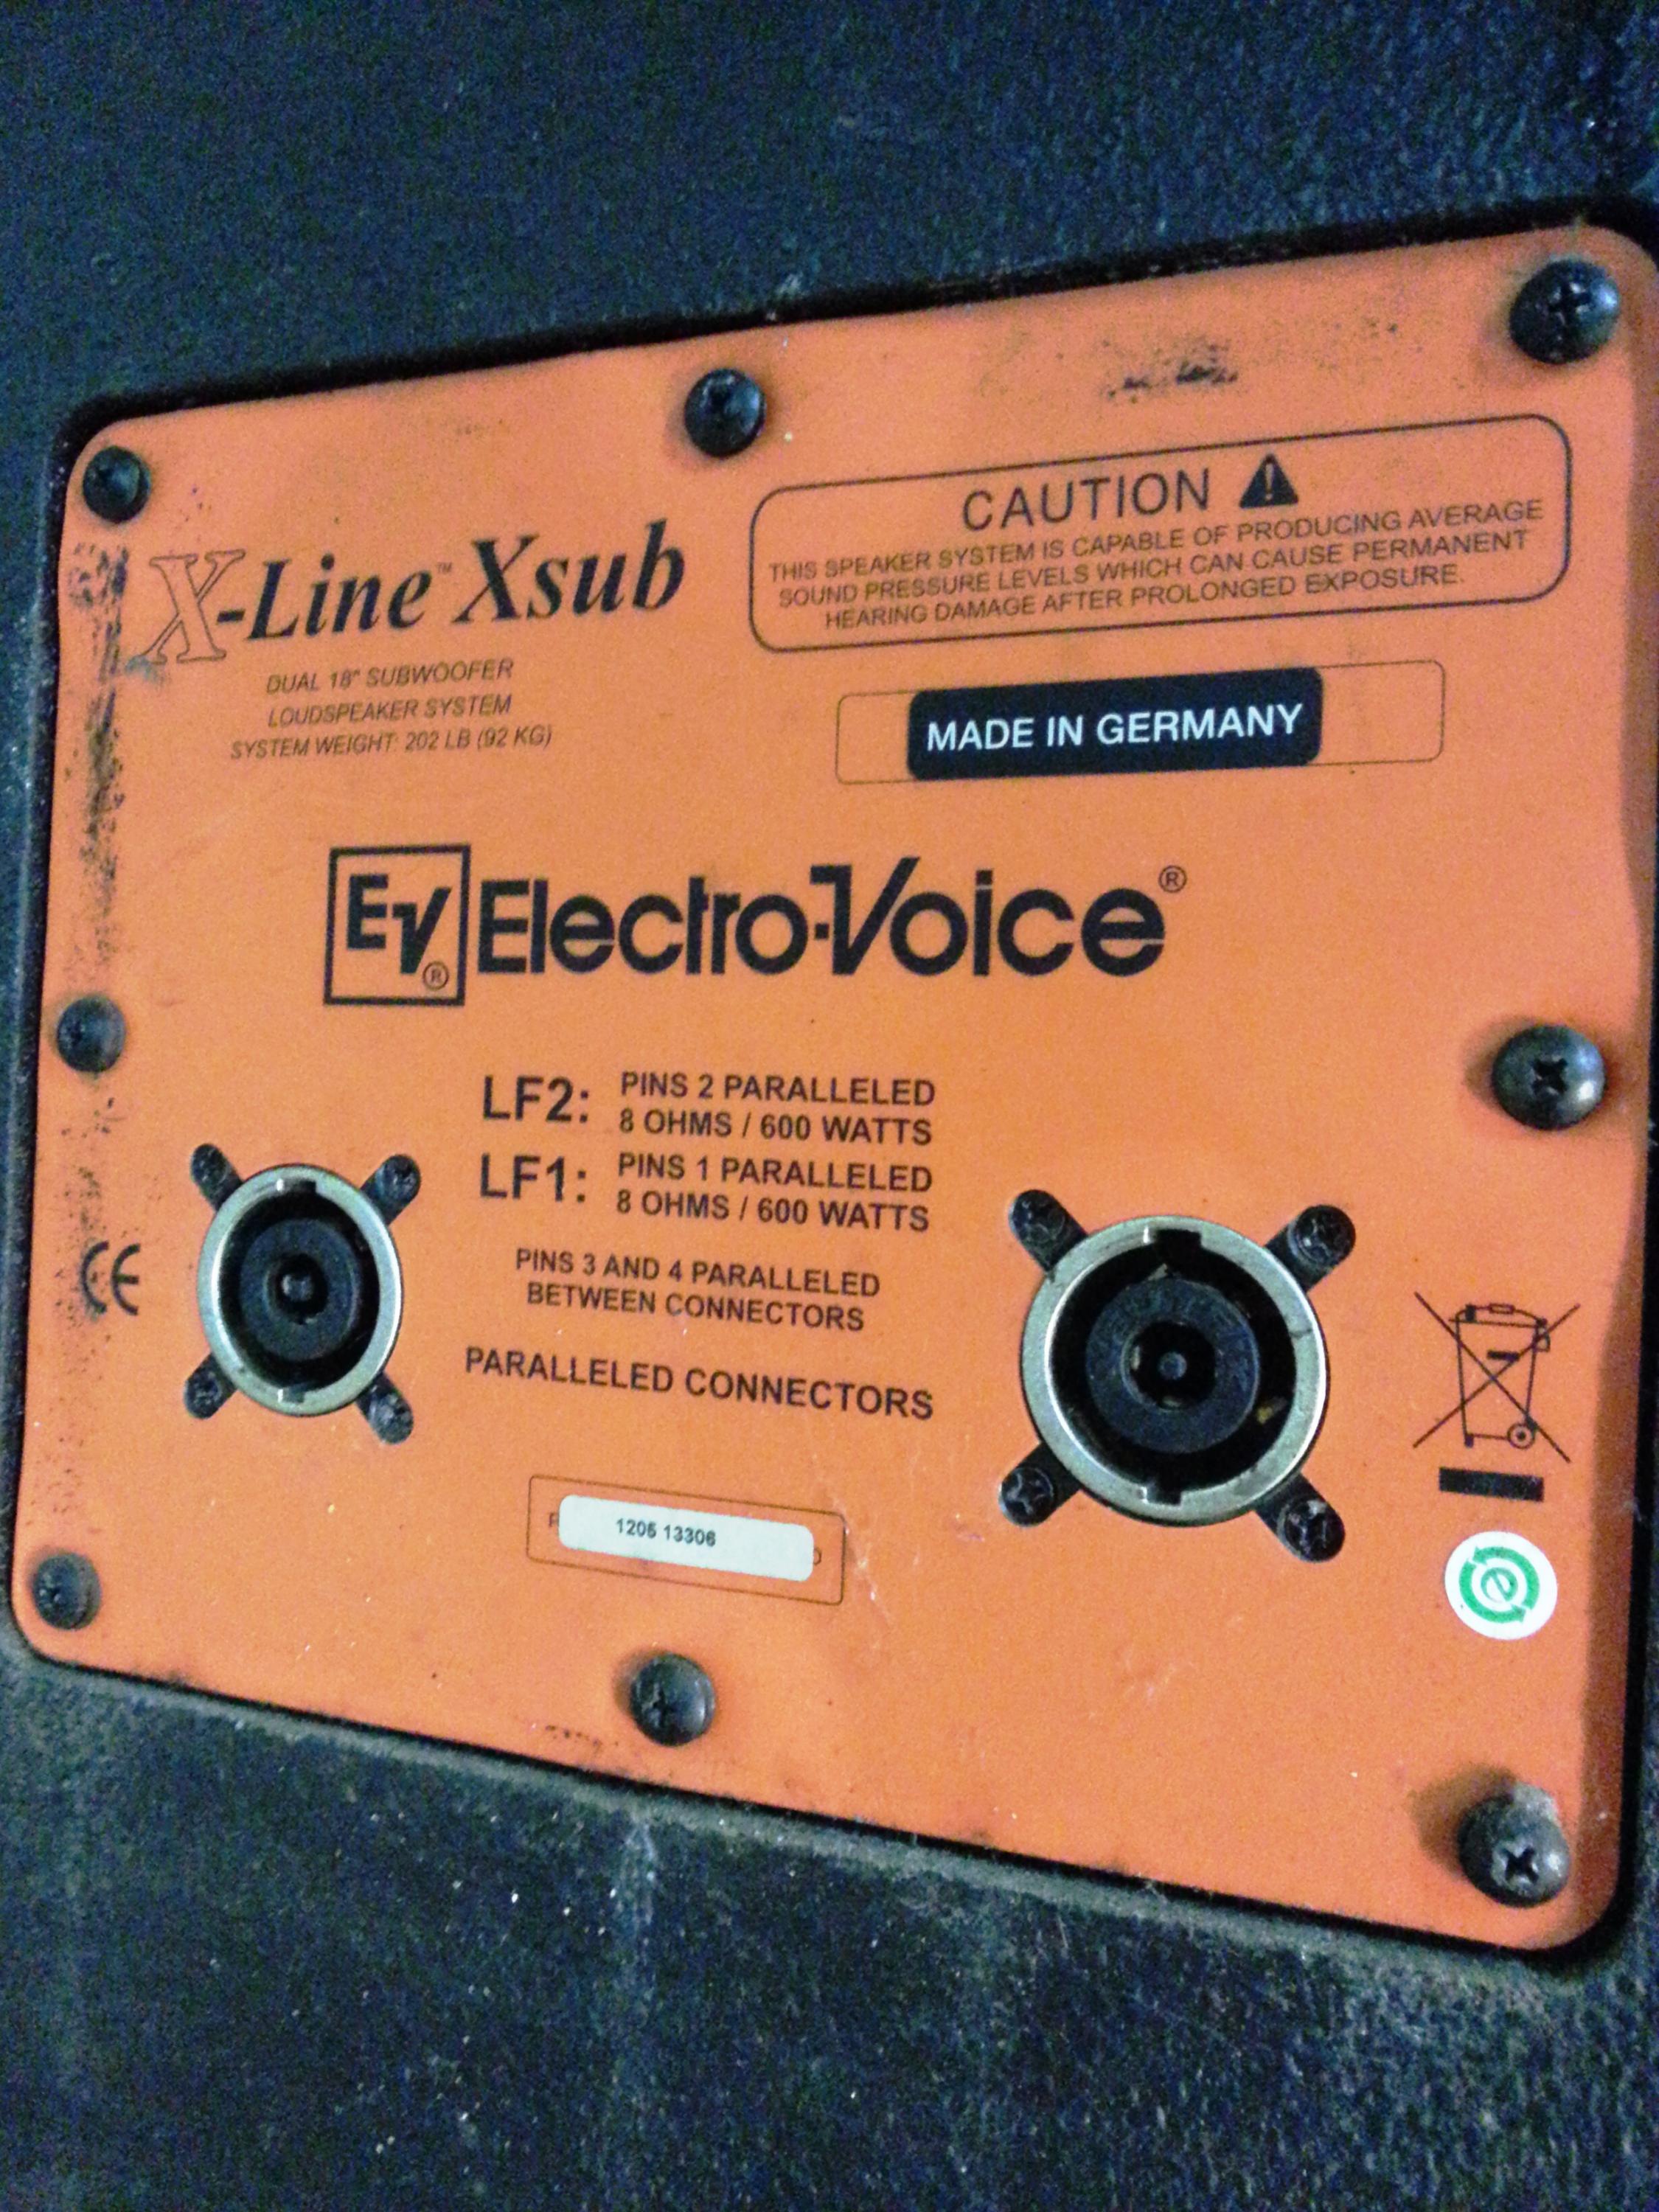 X-Line™ Xsub
DUAL 18" SUBWOOFER
LOUDSPEAKER SYSTEM
SYSTEM WEIGHT: 202 LB (92 KG)
CAUTION
THIS SPEAKER SYSTEM IS CAPABLE OF PRODUCING AVERAGE
SOUND PRESSURE LEVELS WHICH CAN CAUSE PERMANENT
HEARING DAMAGE AFTER PROLONGED EXPOSURE.
MADE IN GERMANY
EV® Electro-Voice®
LF2: PINS 2 PARALLELED
8 OHMS / 600 WATTS
LF1: PINS 1 PARALLELED
8 OHMS / 600 WATTS
PINS 3 AND 4 PARALLELED
BETWEEN CONNECTORS
PARALLELED CONNECTORS
CE
1205 13306
e